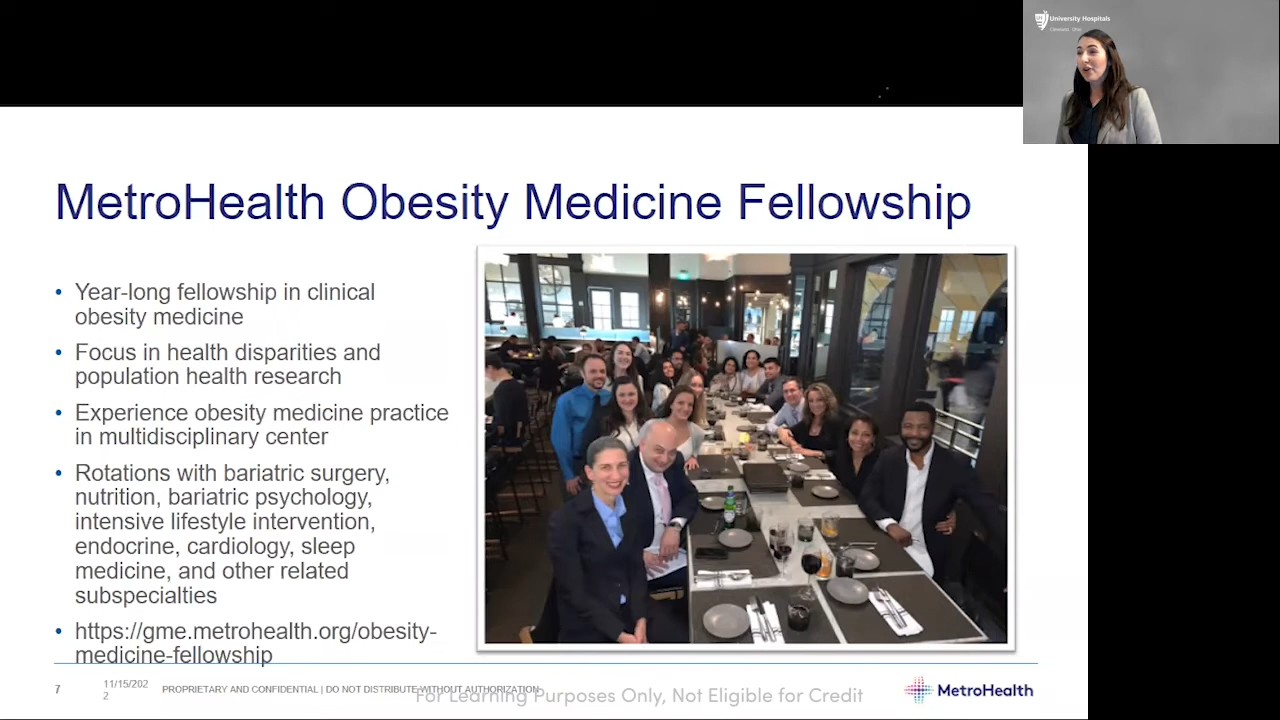 University Hospitals
Cleveland Ohio
MetroHealth Obesity Medicine Fellowship
• Year-long fellowship in clinical
obesity medicine
• Focus in health disparities and
population health research
• Experience obesity medicine practice
in multidisciplinary center
• Rotations with bariatric surgery,
nutrition, bariatric psychology,
intensive lifestyle intervention,
endocrine, cardiology, sleep
medicine, and other related
subspecialties
• https://gme.metrohealth.org/obesity-
medicine-fellowship
7
11/15/202
2
PROPRIETARY AND CONFIDENTIAL | DO NOT DISTRIBUTE WITHOUT AUTHORIZATION
For Learning Purposes Only, Not Eligible for Credit
MetroHealth